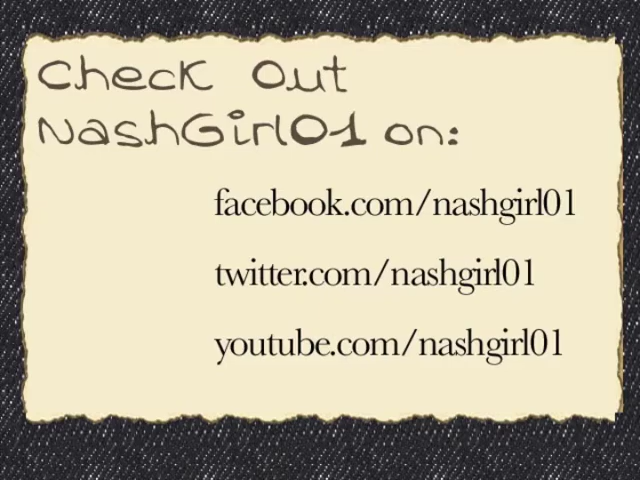 Check Out
NashGirl01 on:
facebook.com/nashgirl01
twitter.com/nashgirl01
youtube.com/nashgirl01